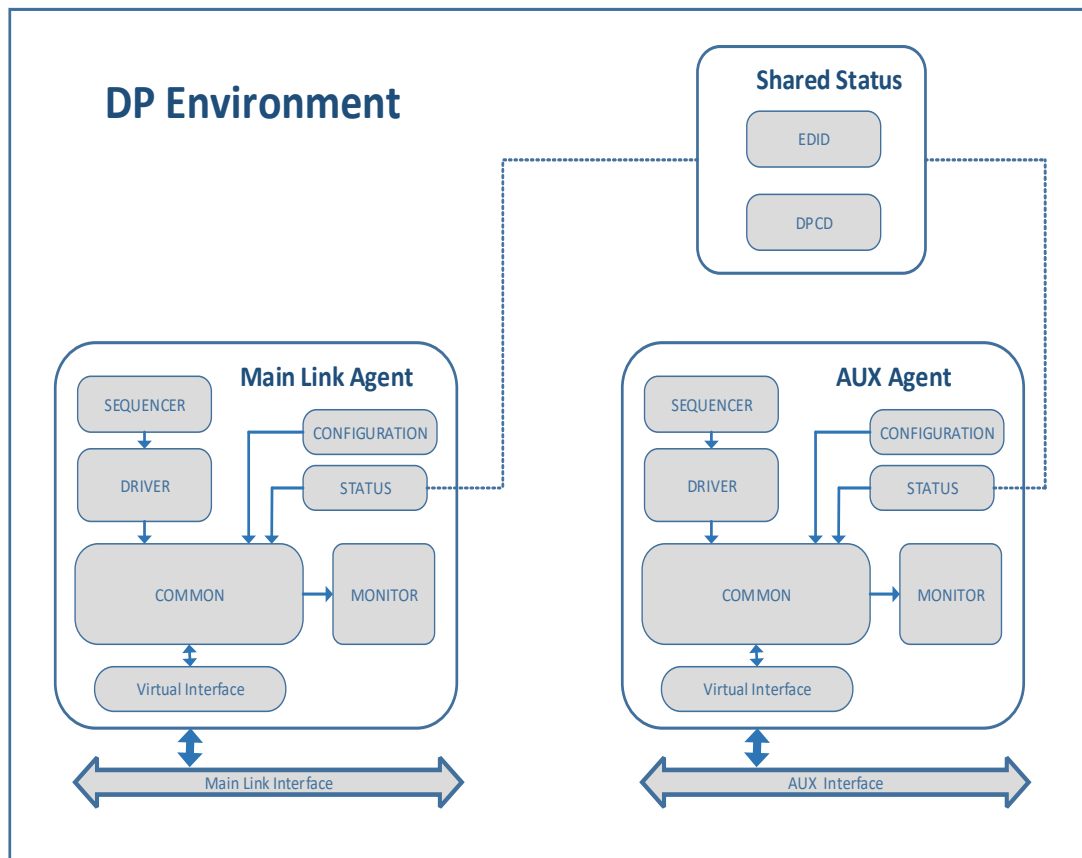 DP Environment
Shared Status
EDID
DPCD
Main Link Agent
SEQUENCER
CONFIGURATION
DRIVER
STATUS
COMMON
MONITOR
Virtual Interface
Main Link Interface
AUX Agent
SEQUENCER
CONFIGURATION
DRIVER
STATUS
COMMON
MONITOR
Virtual Interface
AUX Interface